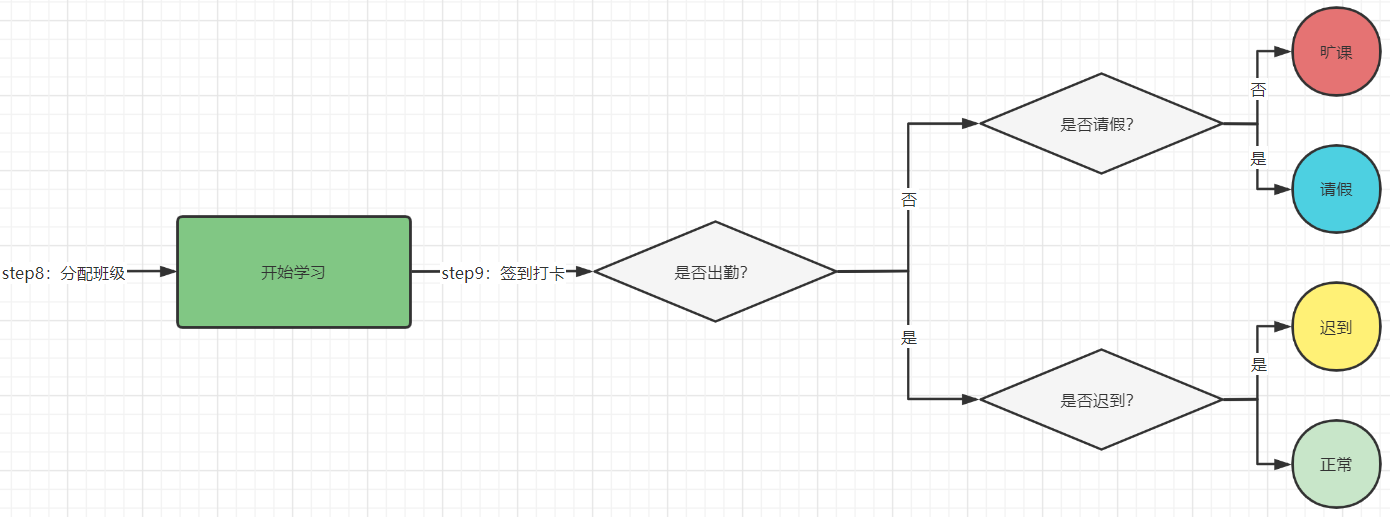 step8：分配班级
开始学习
step9：签到打卡
是否出勤？
否
是
是否请假？
否
是
旷课
请假
是否迟到？
是
迟到
正常